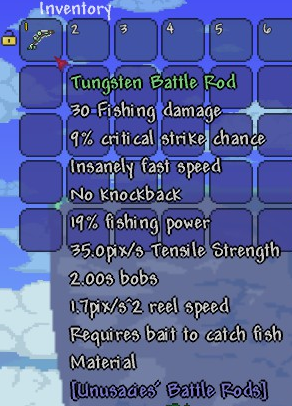 Inventory
1 2 3 4 5 6
Tungsten Battle Rod
30 Fishing damage
9% critical strike chance
Insanely fast speed
No knockback
19% fishing power
35.0pix/s Tensile Strength
2.00s bobs
1.7pix/s^2 reel speed
Requires bait to catch fish
Material
[Unusacies' Battle Rods]